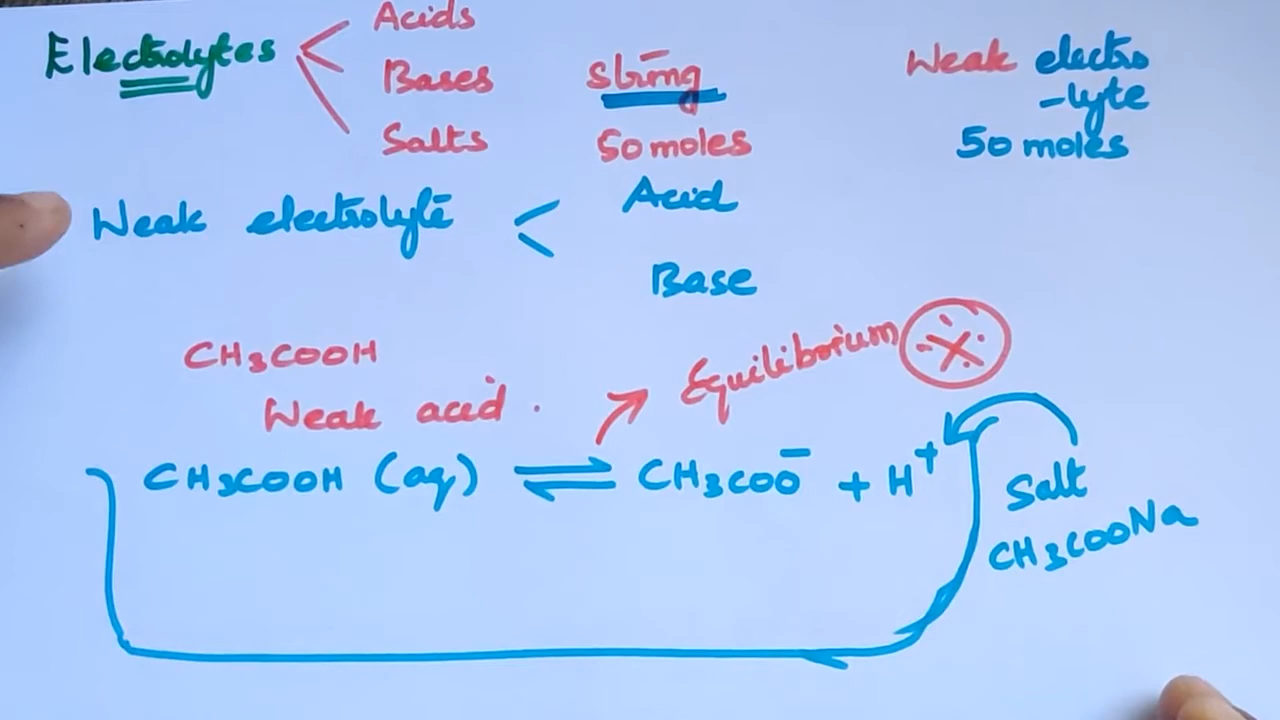 Electrolytes
Acids
Bases
Salts
strong
50 moles
Weak electro
-lyte
50 moles
Weak electrolyte
Acid
Base
CH3COOH
Weak acid.
Equilibrium
CH3COOH (aq) ⇌ CH3COO⁻ + H⁺
Salt
CH3COONa